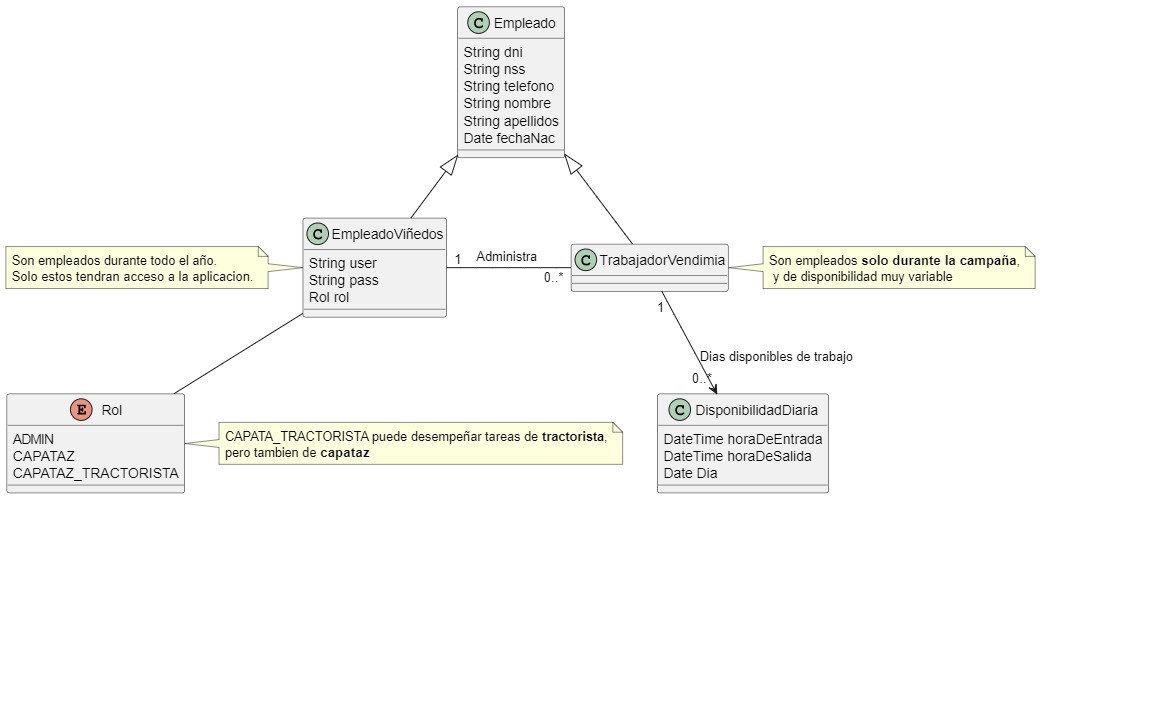 C Empleado
String dni
String nss
String telefono
String nombre
String apellidos
Date fechaNac
Son empleados durante todo el año.
Solo estos tendran acceso a la aplicacion.
C EmpleadoViñedos
String user
String pass
Rol rol
1 Administra
0..*
C TrabajadorVendimia
Son empleados solo durante la campaña,
y de disponibilidad muy variable
1
Dias disponibles de trabajo
0..*
E Rol
ADMIN
CAPATAZ
CAPATAZ_TRACTORISTA
CAPATA_TRACTORISTA puede desempeñar tareas de tractorista,
pero tambien de capataz
C DisponibilidadDiaria
DateTime horaDeEntrada
DateTime horaDeSalida
Date Dia